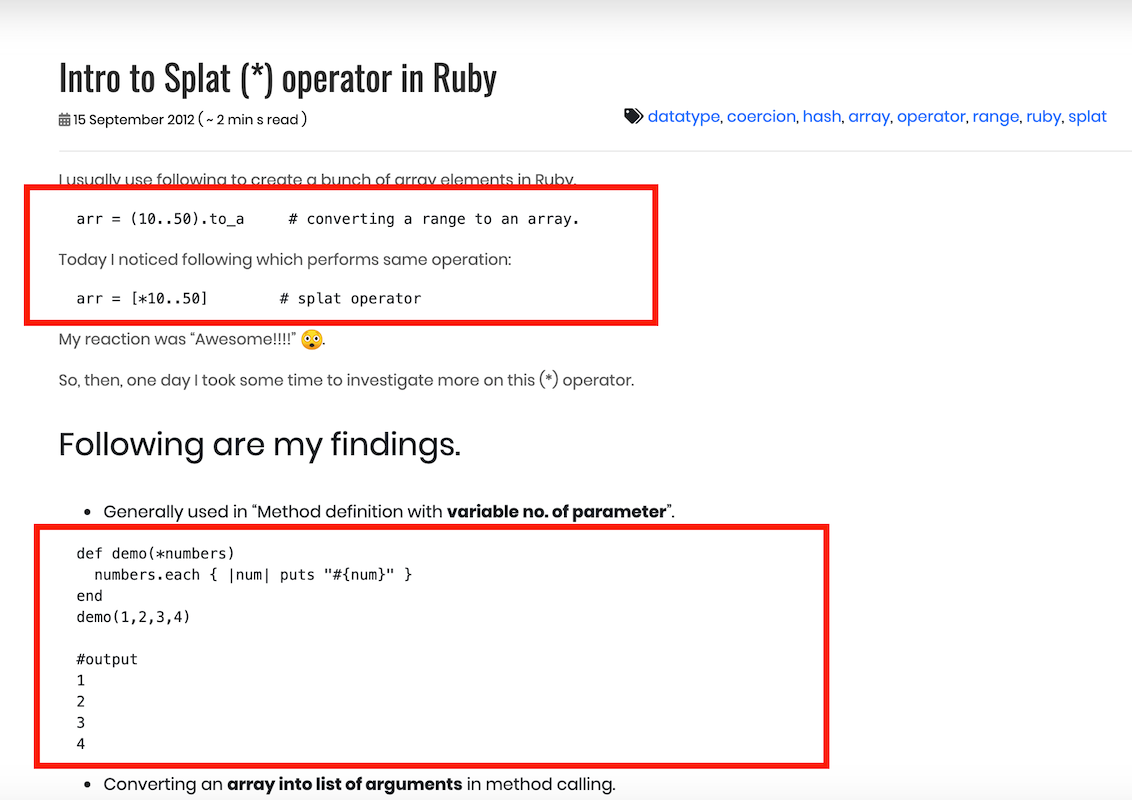 Intro to Splat (*) operator in Ruby
15 September 2012 ( ~ 2 min s read )
datatype, coercion, hash, array, operator, range, ruby, splat
I usually use following to create a bunch of array elements in Ruby.
arr = (10..50).to_a     # converting a range to an array.
Today I noticed following which performs same operation:
arr = [*10..50]        # splat operator
My reaction was “Awesome!!!!” 😳.
So, then, one day I took some time to investigate more on this (*) operator.
Following are my findings.
• Generally used in “Method definition with variable no. of parameter”.
def demo(*numbers)
  numbers.each { |num| puts "#{num}" }
end
demo(1,2,3,4)
#output
1
2
3
4
• Converting an array into list of arguments in method calling.